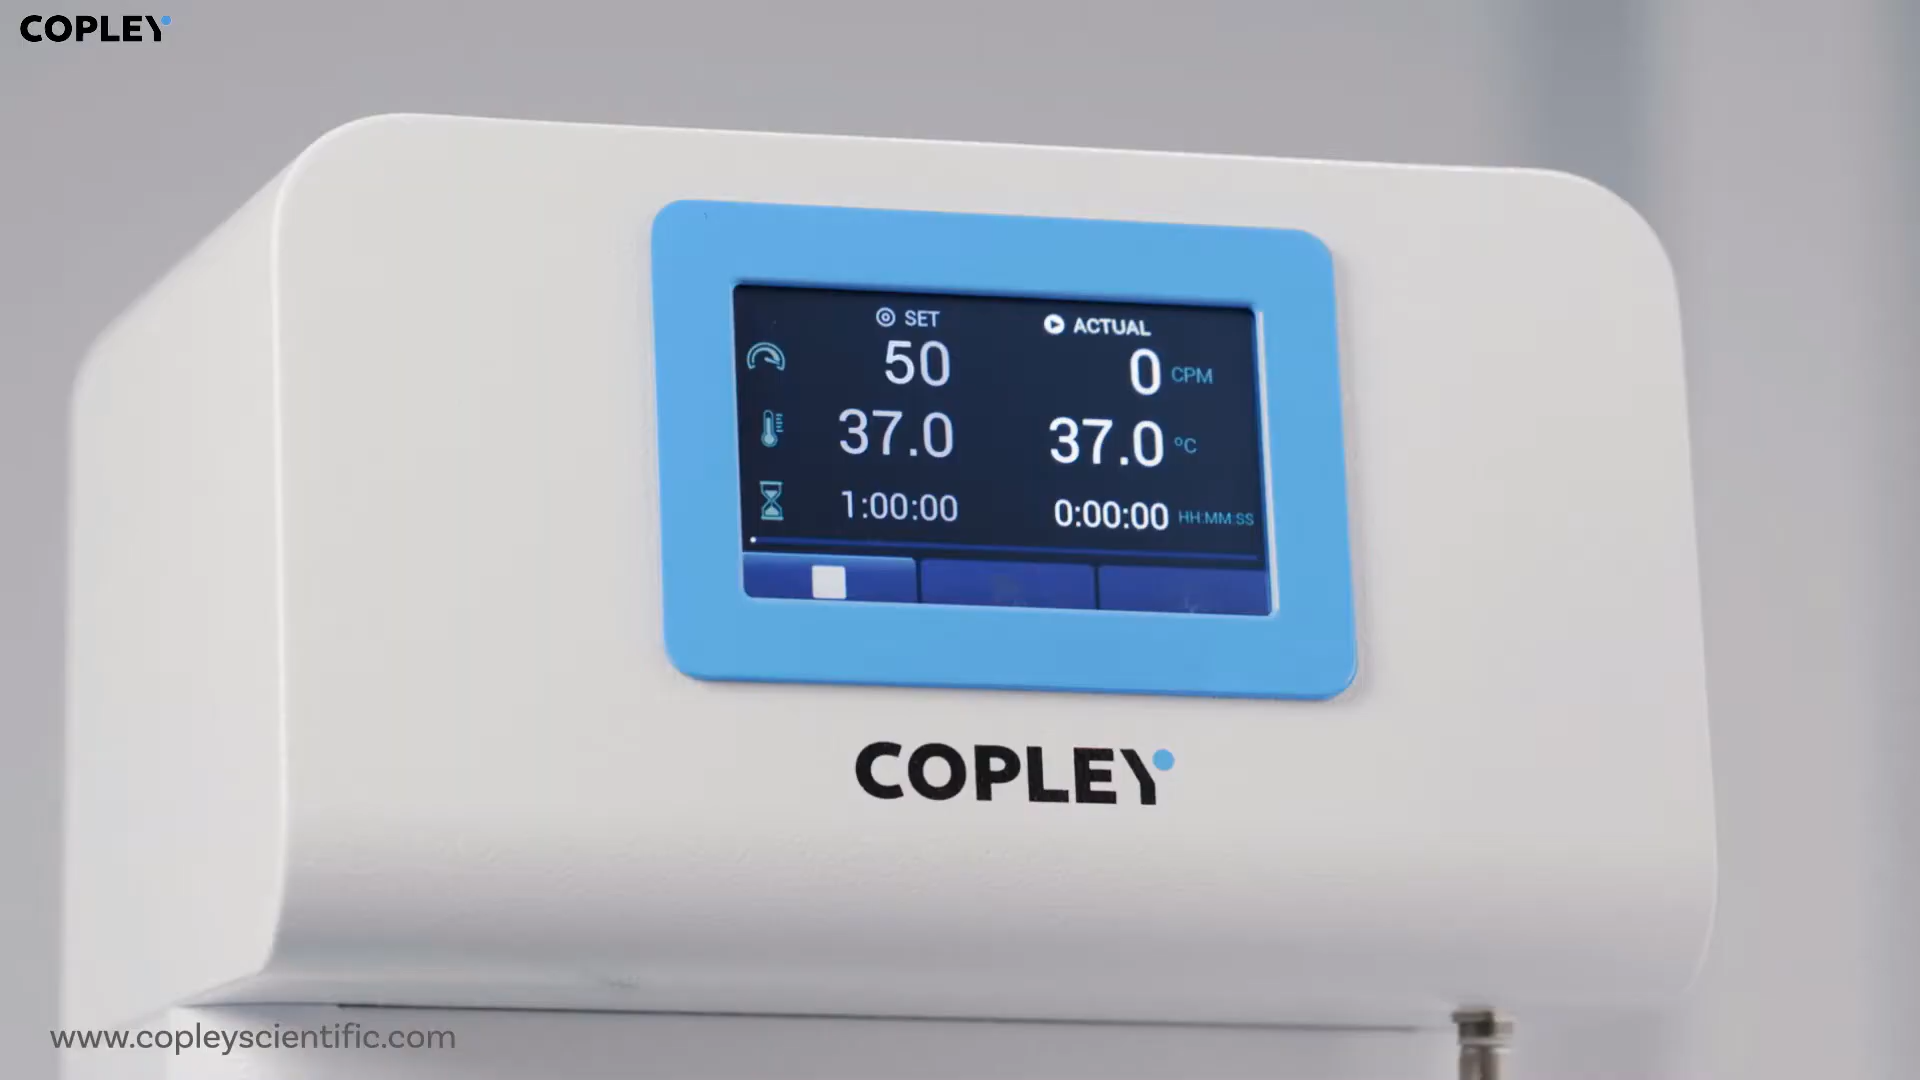 COPLEY
SET ACTUAL
50 0 CPM
37.0 37.0 °C
1:00:00 0:00:00 HH:MM:SS
COPLEY
www.copleyscientific.com